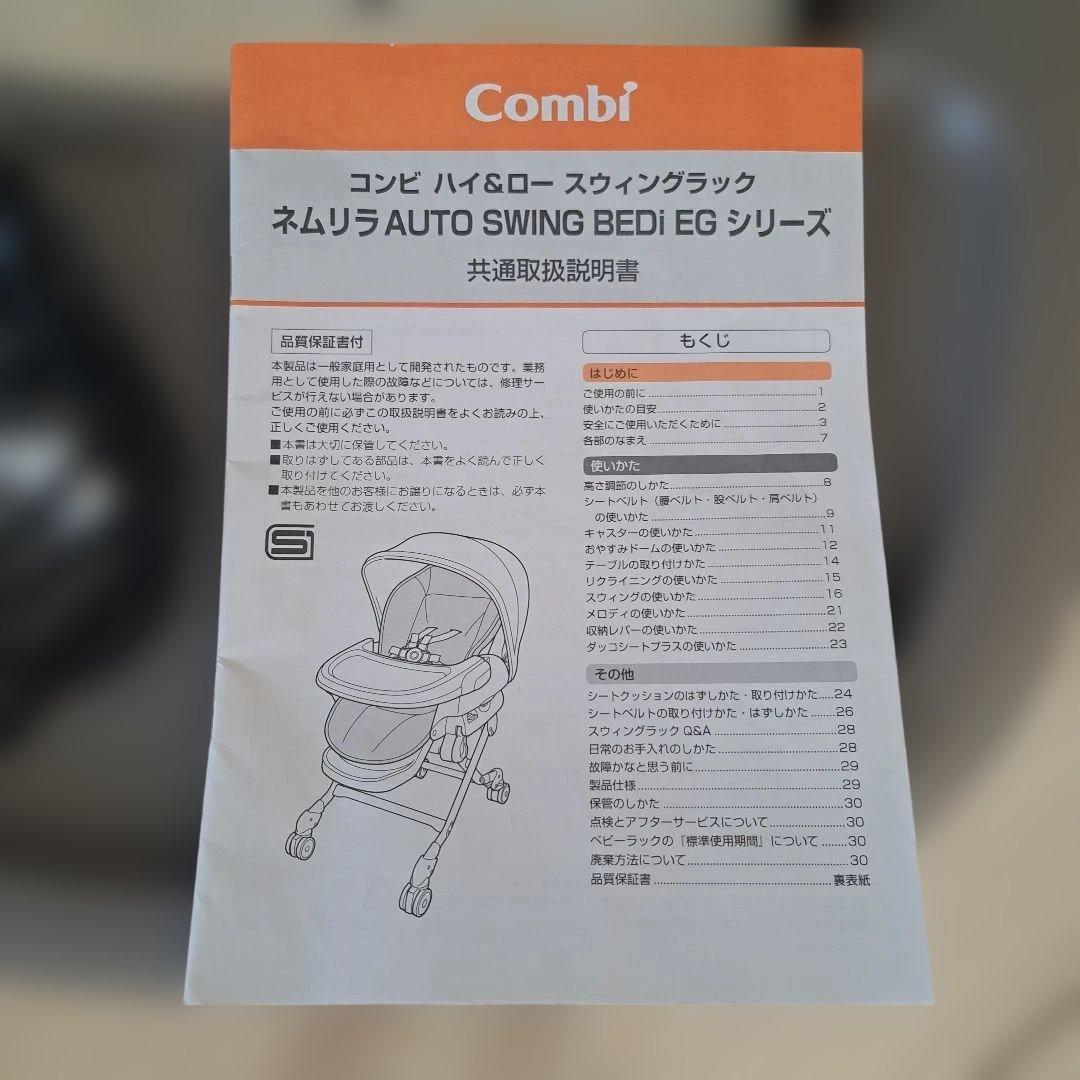 Combi
コンビ ハイ&ロー スウィングラック
ネムリラ AUTO SWING BEDi EG シリーズ
共通取扱説明書
品質保証書付
本製品は一般家庭用として開発されたものです。業務
用として使用した際の故障などについては、修理サー
ビスが行えない場合があります。
ご使用の前に必ずこの取扱説明書をよくお読みの上、
正しくご使用ください。
■本書は大切に保管してください。
■取りはずしてある部品は、本書をよく読んで正しく
取り付けてください。
■本製品を他のお客様にお譲りになるときは、必ず本
書もあわせてお渡しください。
SG
もくじ
はじめに
ご使用の前に 1
使いかたの目安 2
安全にご使用いただくために 3
各部のなまえ 7
使いかた
高さ調節のしかた 8
シートベルト（腰ベルト・股ベルト・肩ベルト）
の使いかた 9
キャスターの使いかた 11
おやすみドームの使いかた 12
テーブルの取り付けかた 14
リクライニングの使いかた 15
スウィングの使いかた 16
メロディの使いかた 21
収納レバーの使いかた 22
ダッコシートプラスの使いかた 23
その他
シートクッションのはずしかた・取り付けかた 24
シートベルトの取り付けかた・はずしかた 26
スウィングラック Q&A 28
日常のお手入れのしかた 28
故障かなと思う前に 29
製品仕様 29
保管のしかた 30
点検とアフターサービスについて 30
ベビーラックの『標準使用期間』について 30
廃棄方法について 30
品質保証書 裏表紙